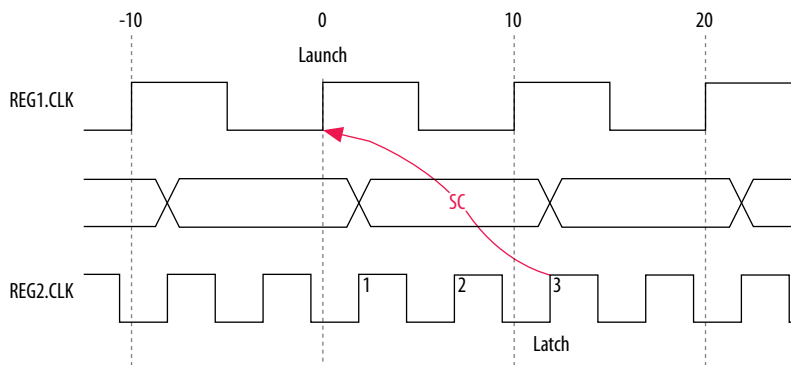 -10 0 10 20
Launch
REG1.CLK
SC
REG2.CLK 1 2 3
Latch